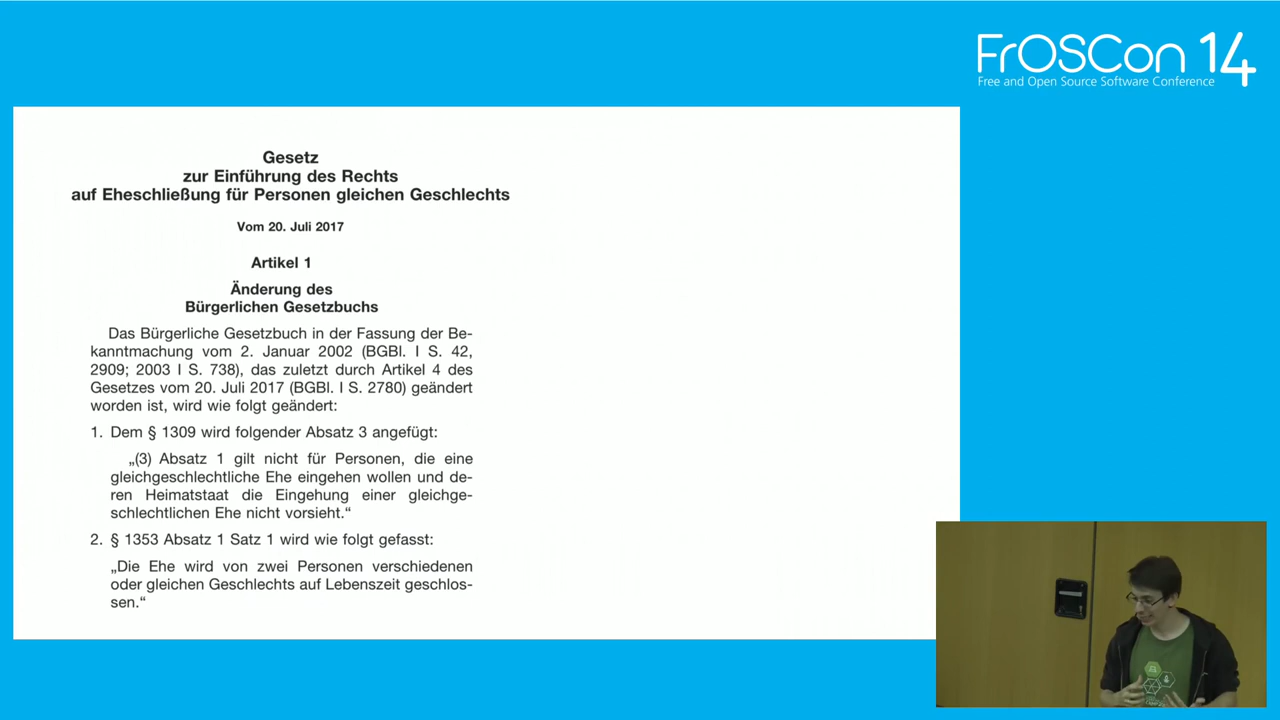 FrOSCon 14
Free and Open Source Software Conference
Gesetz
zur Einführung des Rechts
auf Eheschließung für Personen gleichen Geschlechts
Vom 20. Juli 2017
Artikel 1
Änderung des
Bürgerlichen Gesetzbuchs
Das Bürgerliche Gesetzbuch in der Fassung der Be-
kanntmachung vom 2. Januar 2002 (BGBl. I S. 42,
2909; 2003 I S. 738), das zuletzt durch Artikel 4 des
Gesetzes vom 20. Juli 2017 (BGBl. I S. 2780) geändert
worden ist, wird wie folgt geändert:
1. Dem § 1309 wird folgender Absatz 3 angefügt:
„(3) Absatz 1 gilt nicht für Personen, die eine
gleichgeschlechtliche Ehe eingehen wollen und de-
ren Heimatstaat die Eingehung einer gleichge-
schlechtlichen Ehe nicht vorsieht.“
2. § 1353 Absatz 1 Satz 1 wird wie folgt gefasst:
„Die Ehe wird von zwei Personen verschiedenen
oder gleichen Geschlechts auf Lebenszeit geschlos-
sen.“